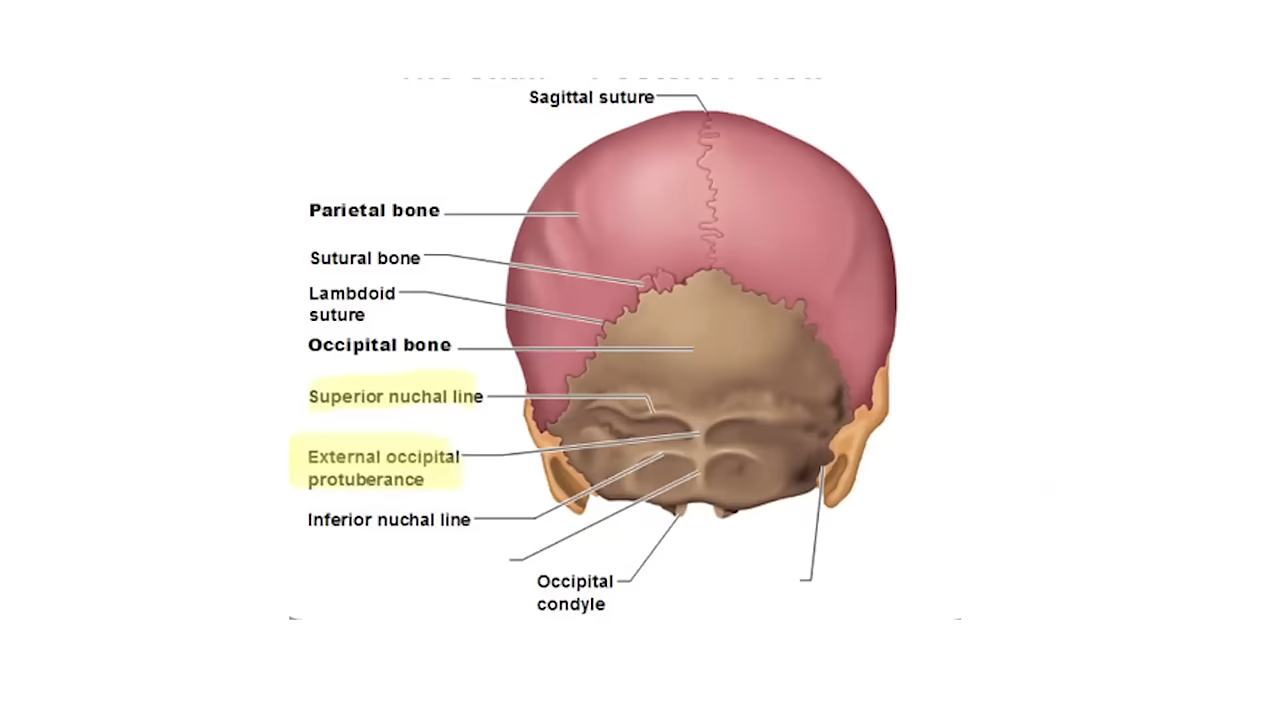 Sagittal suture
Parietal bone
Sutural bone
Lambdoid
suture
Occipital bone
Superior nuchal line
External occipital
protuberance
Inferior nuchal line
Occipital
condyle